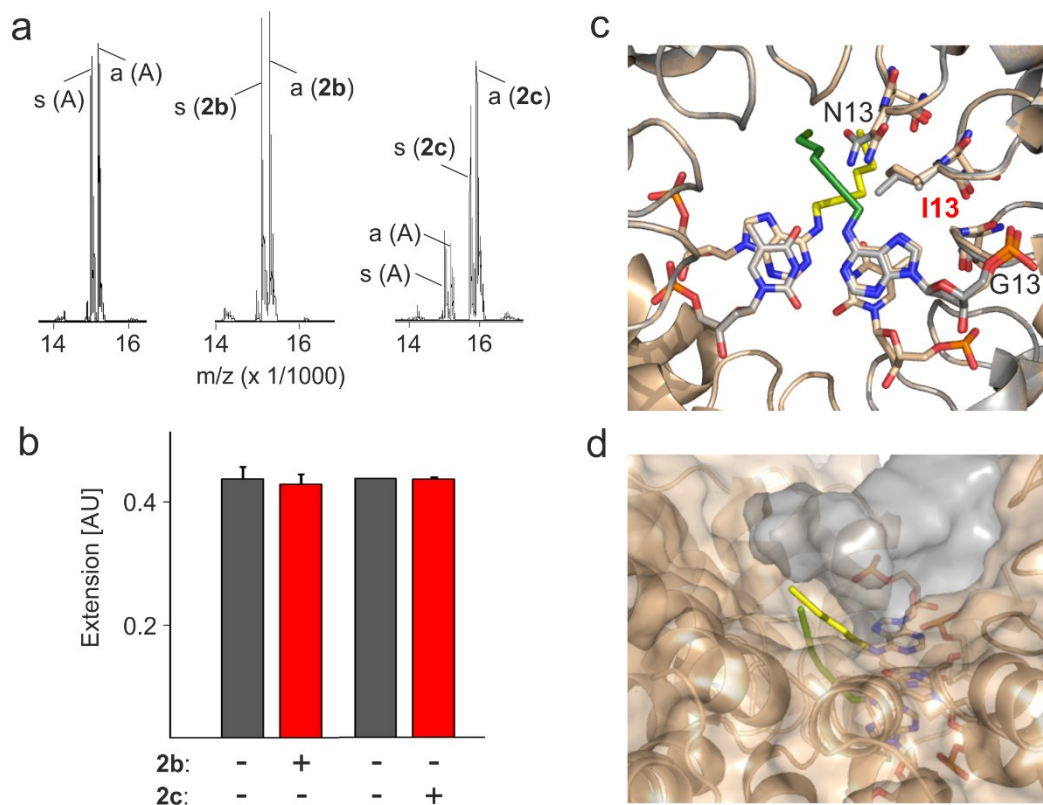 a
s (A)
a (A)
s (2b)
a (2b)
s (2c)
a (2c)
a (A)
s (A)
14 16 14 16 14 16
m/z (x 1/1000)
b
Extension [AU]
0.4
0.2
2b: - + - -
2c: - - - +
c
N13
I13
G13
d